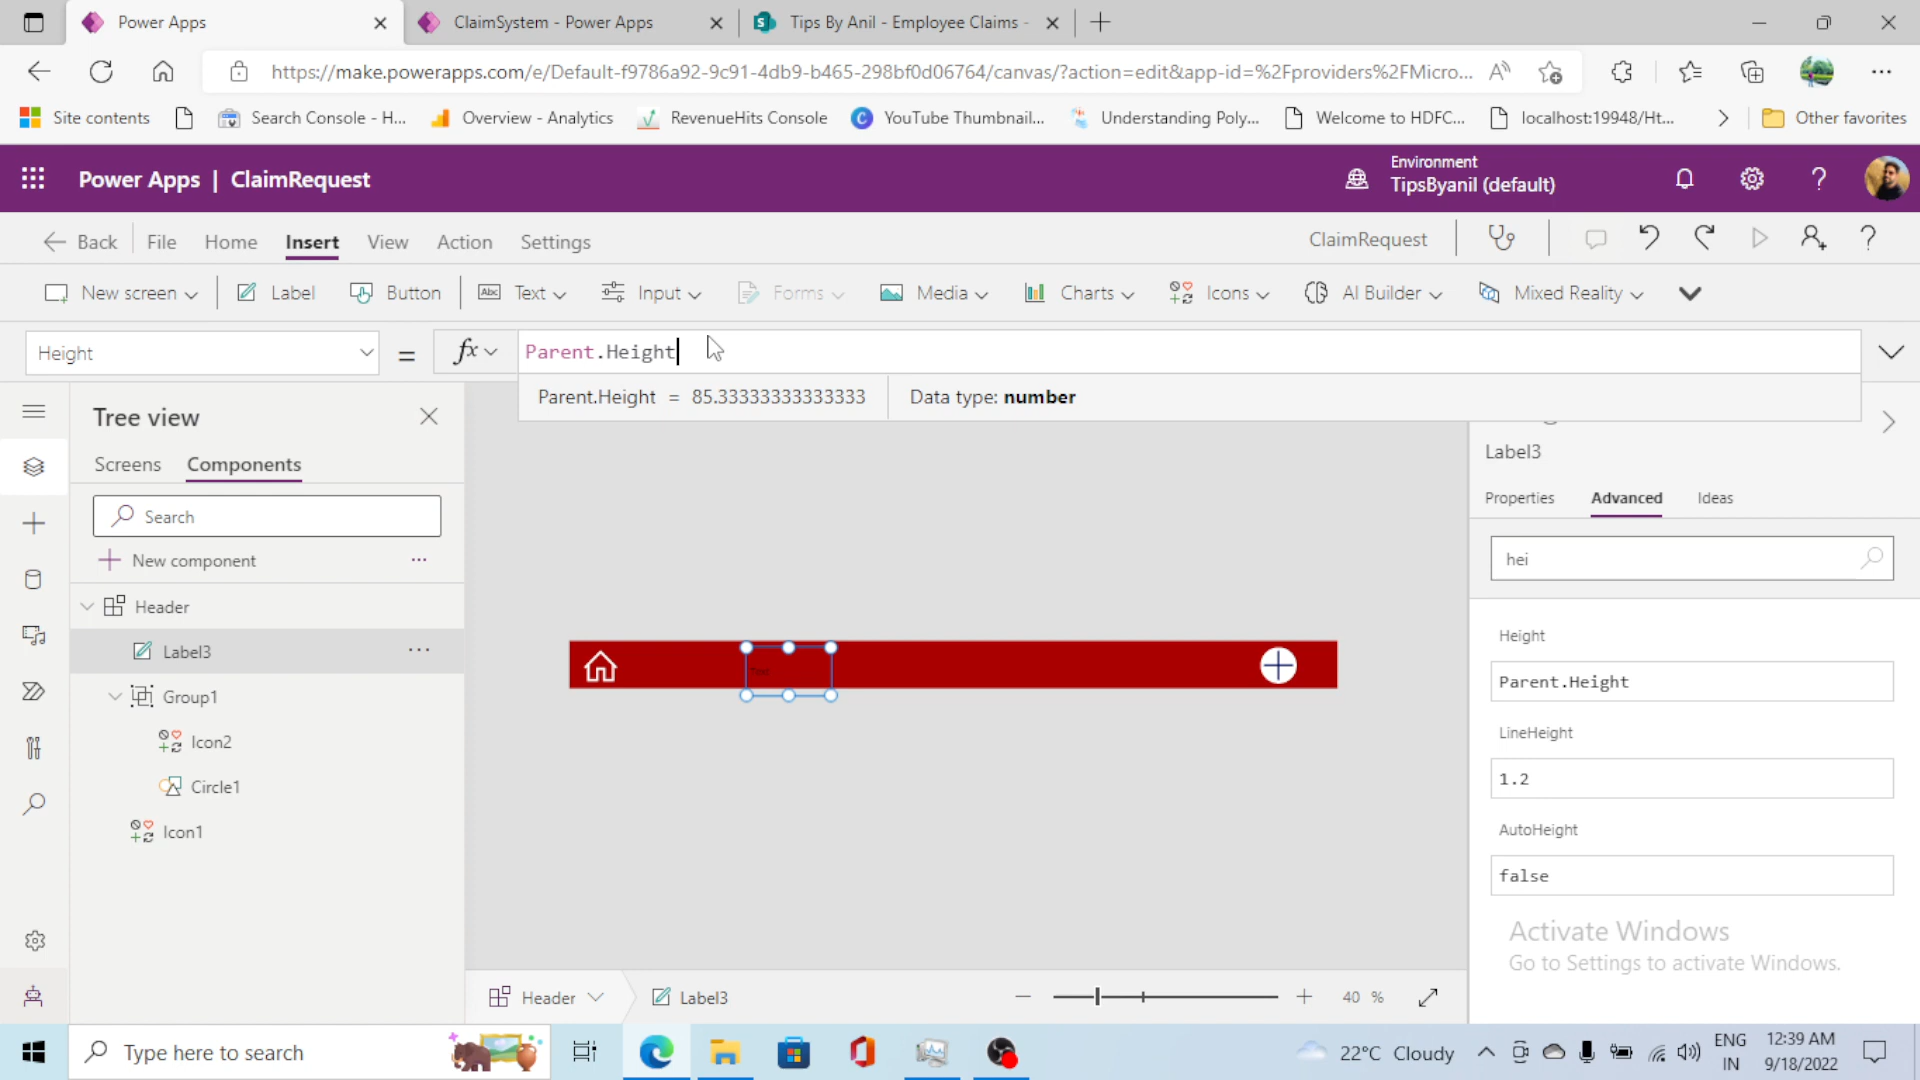 Power Apps
ClaimSystem - Power Apps
Tips By Anil - Employee Claims -
https://make.powerapps.com/e/Default-f9786a92-9c91-4db9-b465-298bf0d06764/canvas/?action=edit&app-id=%2Fproviders%2FMicro...
Site contents
Search Console - H...
Overview - Analytics
RevenueHits Console
YouTube Thumbnail...
Understanding Poly...
Welcome to HDFC...
localhost:19948/Ht...
Other favorites
Power Apps | ClaimRequest
Environment
TipsByanil (default)
Back File Home Insert View Action Settings
ClaimRequest
New screen Label Button Text Input Forms Media Charts Icons AI Builder Mixed Reality
Height = fx Parent.Height
Parent.Height = 85.33333333333333 Data type: number
Tree view
Screens Components
Search
New component ...
Header
Label3 ...
Group1
Icon2
Circle1
Icon1
Label3
Properties Advanced Ideas
hei
Height
Parent.Height
LineHeight
1.2
AutoHeight
false
Activate Windows
Go to Settings to activate Windows.
Header Label3 40 %
Type here to search
22°C Cloudy
ENG
IN
12:39 AM
9/18/2022